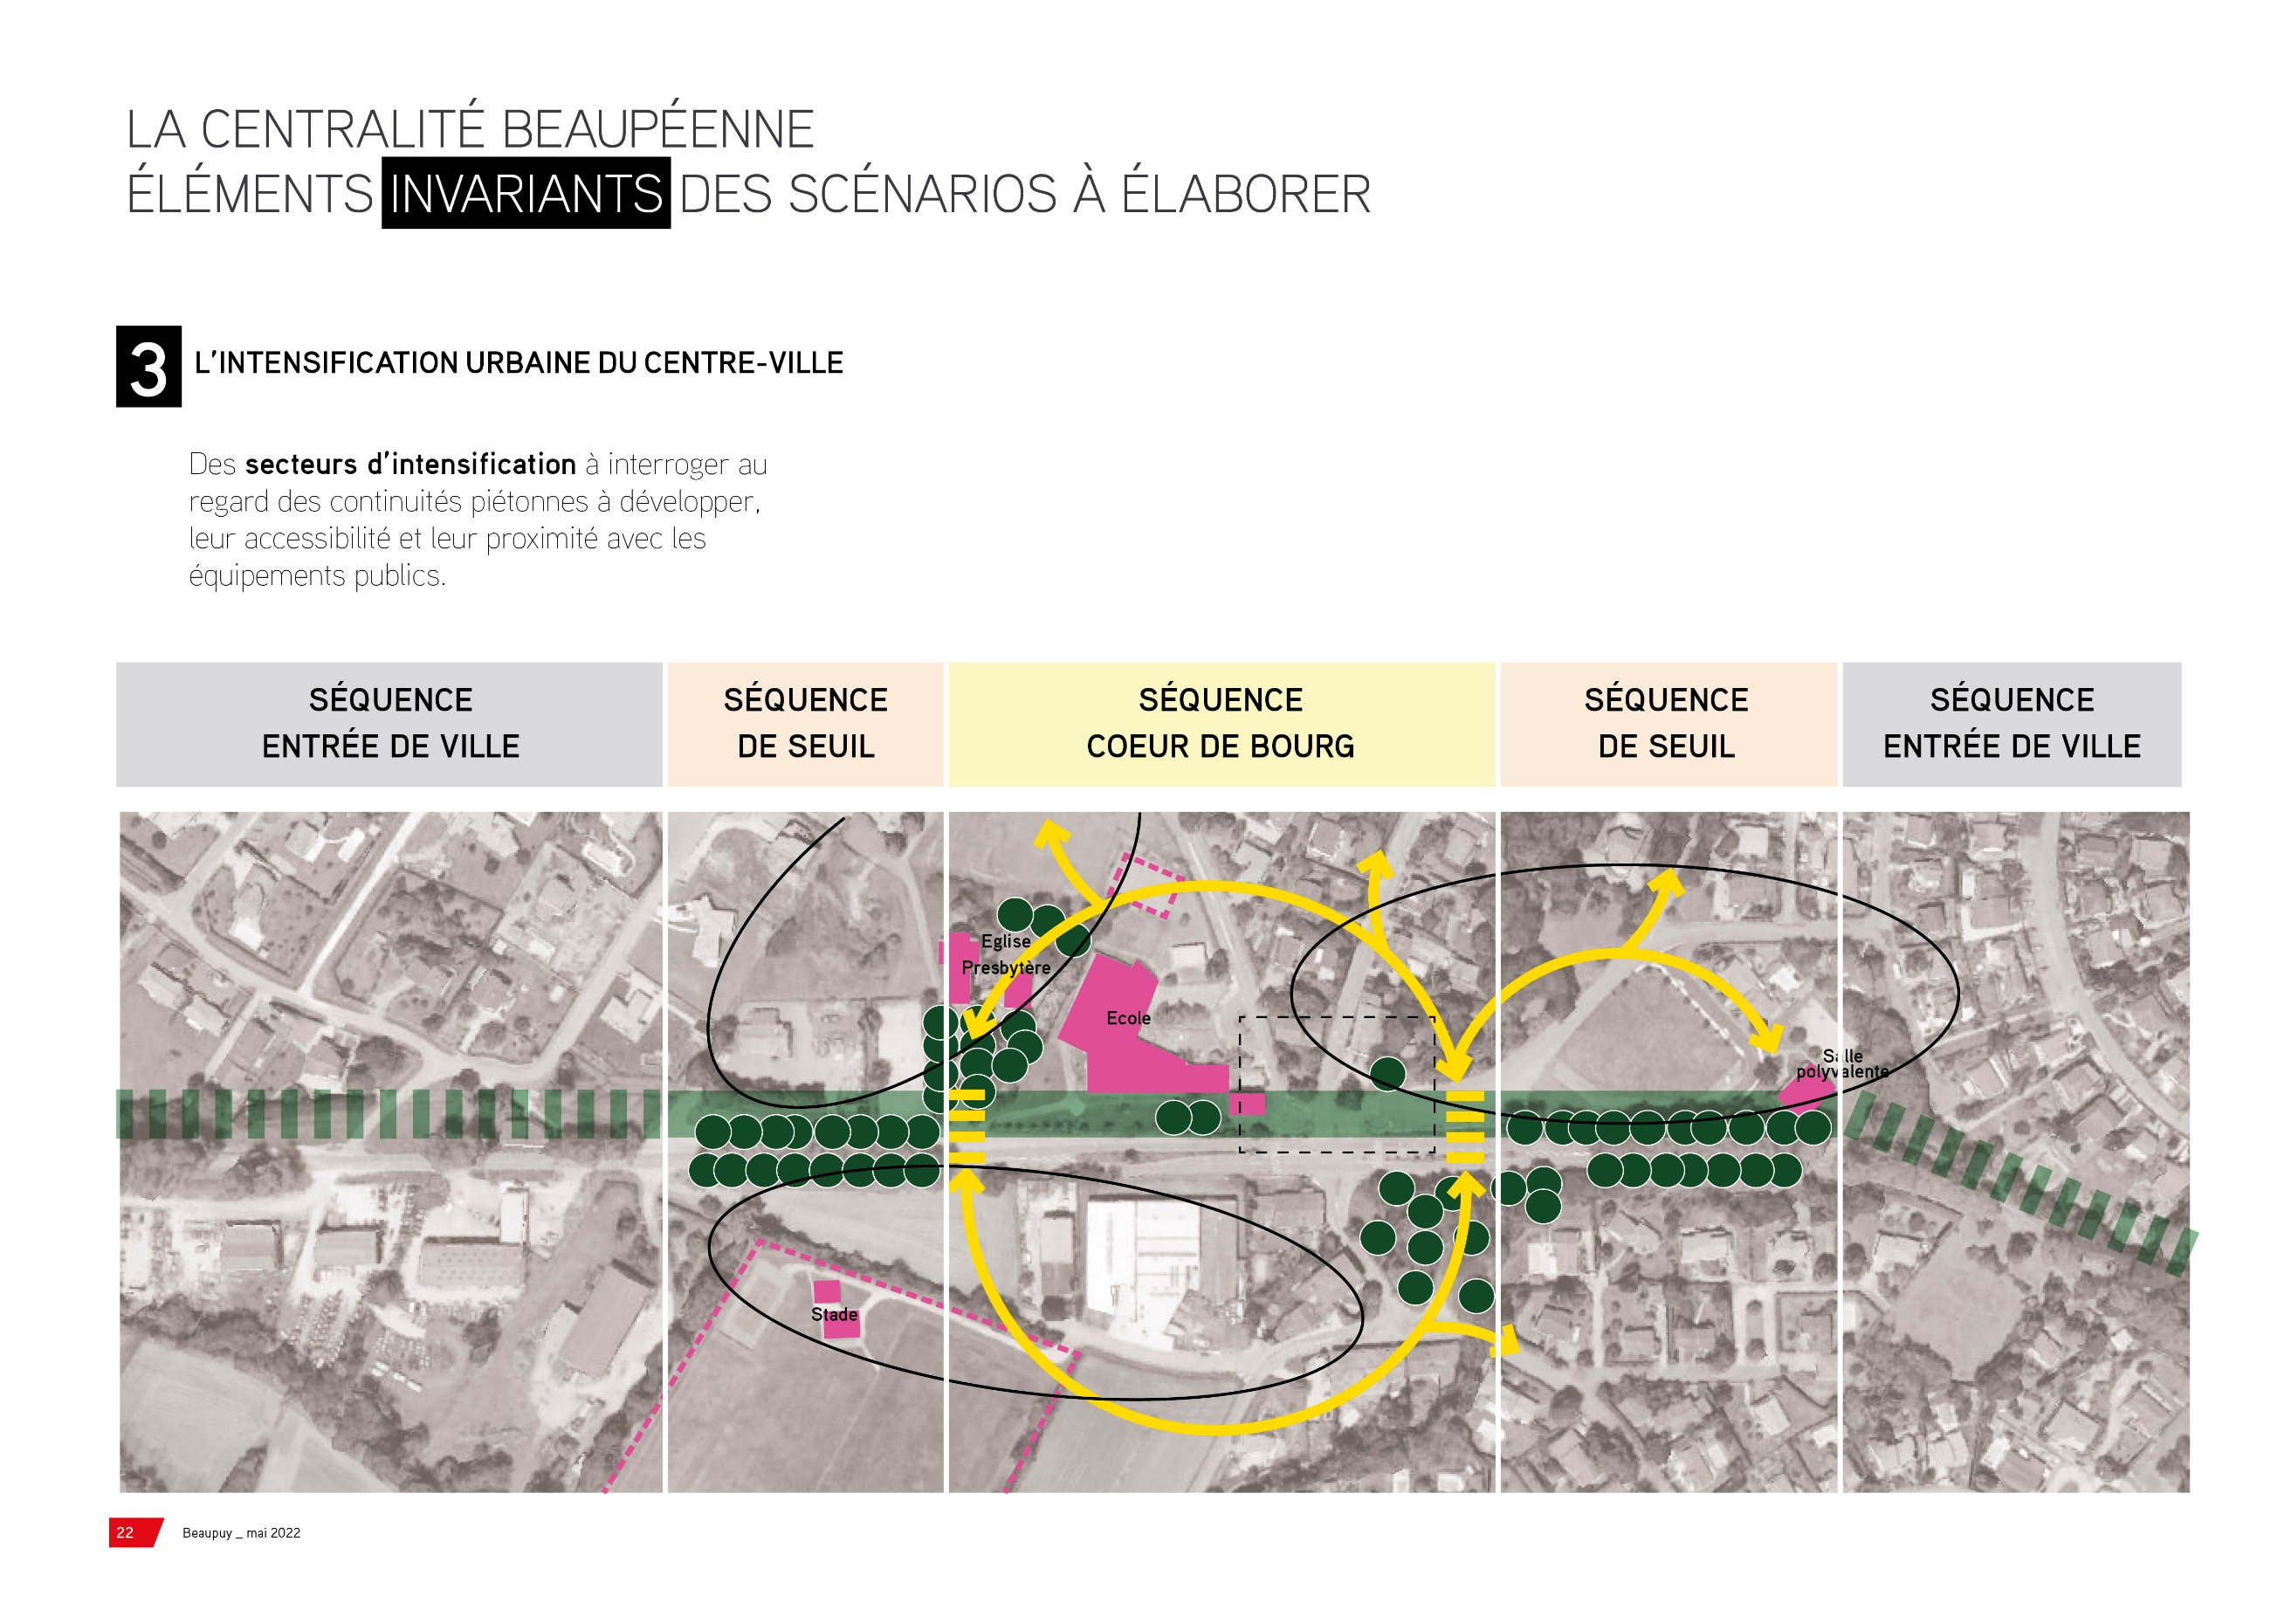 LA CENTRALITÉ BEAUPÉENNE
ÉLÉMENTS INVARIANTS DES SCÉNARIOS À ÉLABORER
3
L'INTENSIFICATION URBAINE DU CENTRE-VILLE
Des secteurs d'intensification à interroger au
regard des continuités piétonnes à développer,
leur accessibilité et leur proximité avec les
équipements publics.
SÉQUENCE
ENTRÉE DE VILLE
SÉQUENCE
DE SEUIL
SÉQUENCE
COEUR DE BOURG
SÉQUENCE
DE SEUIL
SÉQUENCE
ENTRÉE DE VILLE
Eglise
Presbytère
Ecole
Salle
polyvalente
Stade
22
Beaupuy _ mai 2022